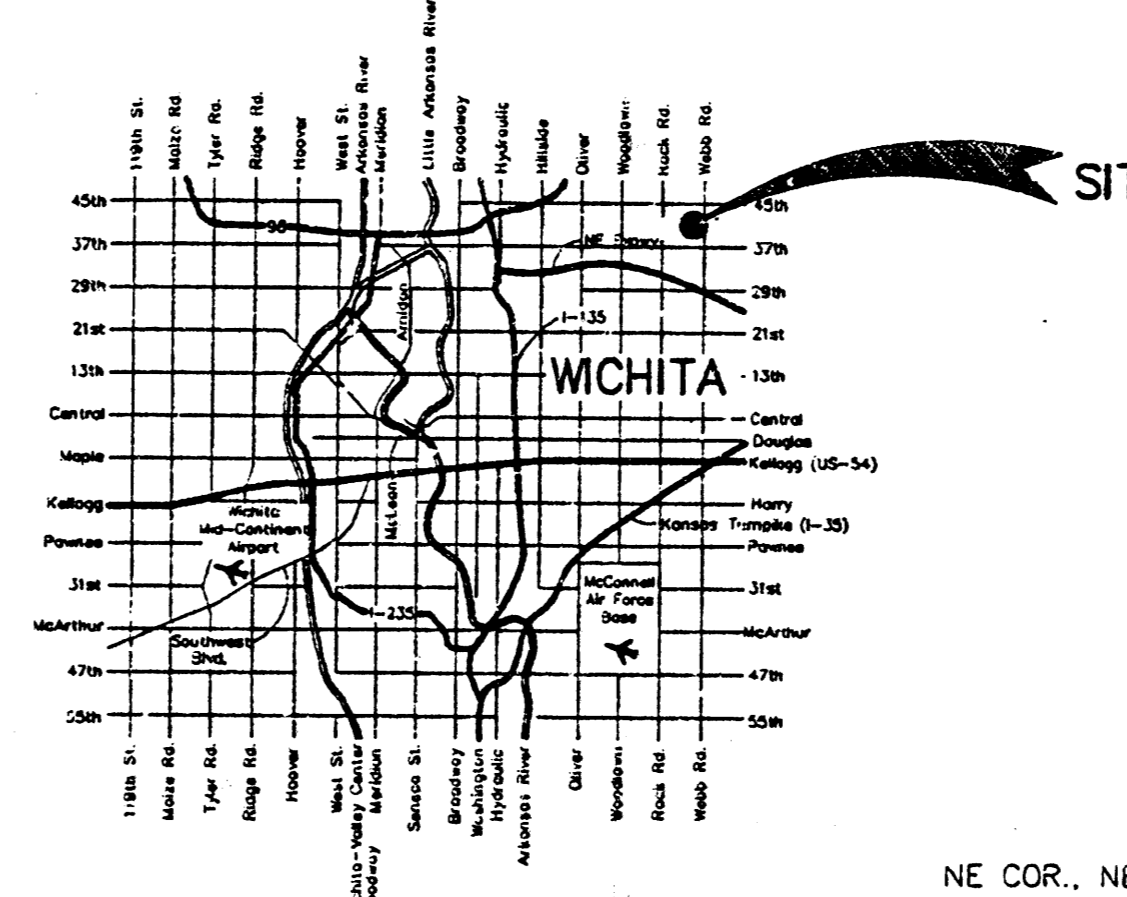 119th St.
Maize Rd.
Tyler Rd.
Ridge Rd.
Hoover
West St.
Arkansas River
Meridian
Little Arkansas River
Broadway
Hydraulic
Hillside
Oliver
Woodlawn
Rock Rd.
Webb Rd.
SIT
45th
45th
96
37th
NE Expwy
37th
29th
29th
Amidon
I-135
21st
21st
13th
WICHITA
13th
Central
Central
Douglas
Maple
Kellogg (US-54)
Kellogg
Harry
Wichita
Mid-Continent
Airport
McLean
Kansas Turnpike (I-35)
Pawnee
Pawnee
31st
McConnell
Air Force
Base
31st
I-235
McArthur
McArthur
Southwest
Blvd.
47th
47th
55th
55th
119th St.
Maize Rd.
Tyler Rd.
Ridge Rd.
Hoover
West St.
chita-Valley Center
oodway
Meridian
Seneca St.
Broadway
Washington
Hydraulic
Arkansas River
Oliver
Woodlawn
Rock Rd.
Webb Rd.
NE COR., NE